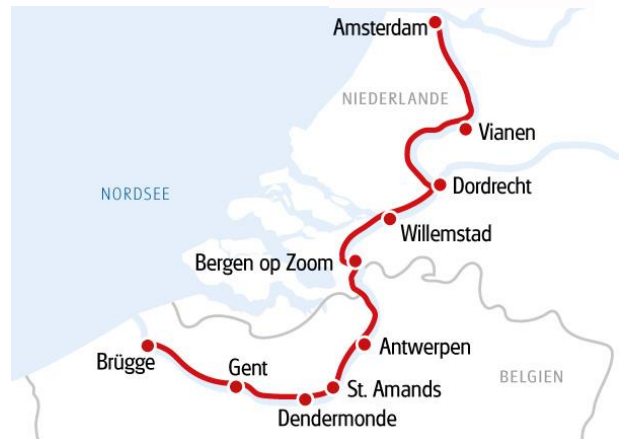 Amsterdam
NIEDERLANDE
Vianen
Dordrecht
NORDSEE
Willemstad
Bergen op Zoom
Antwerpen
Brügge
Gent
St. Amands
BELGIEN
Dendermonde